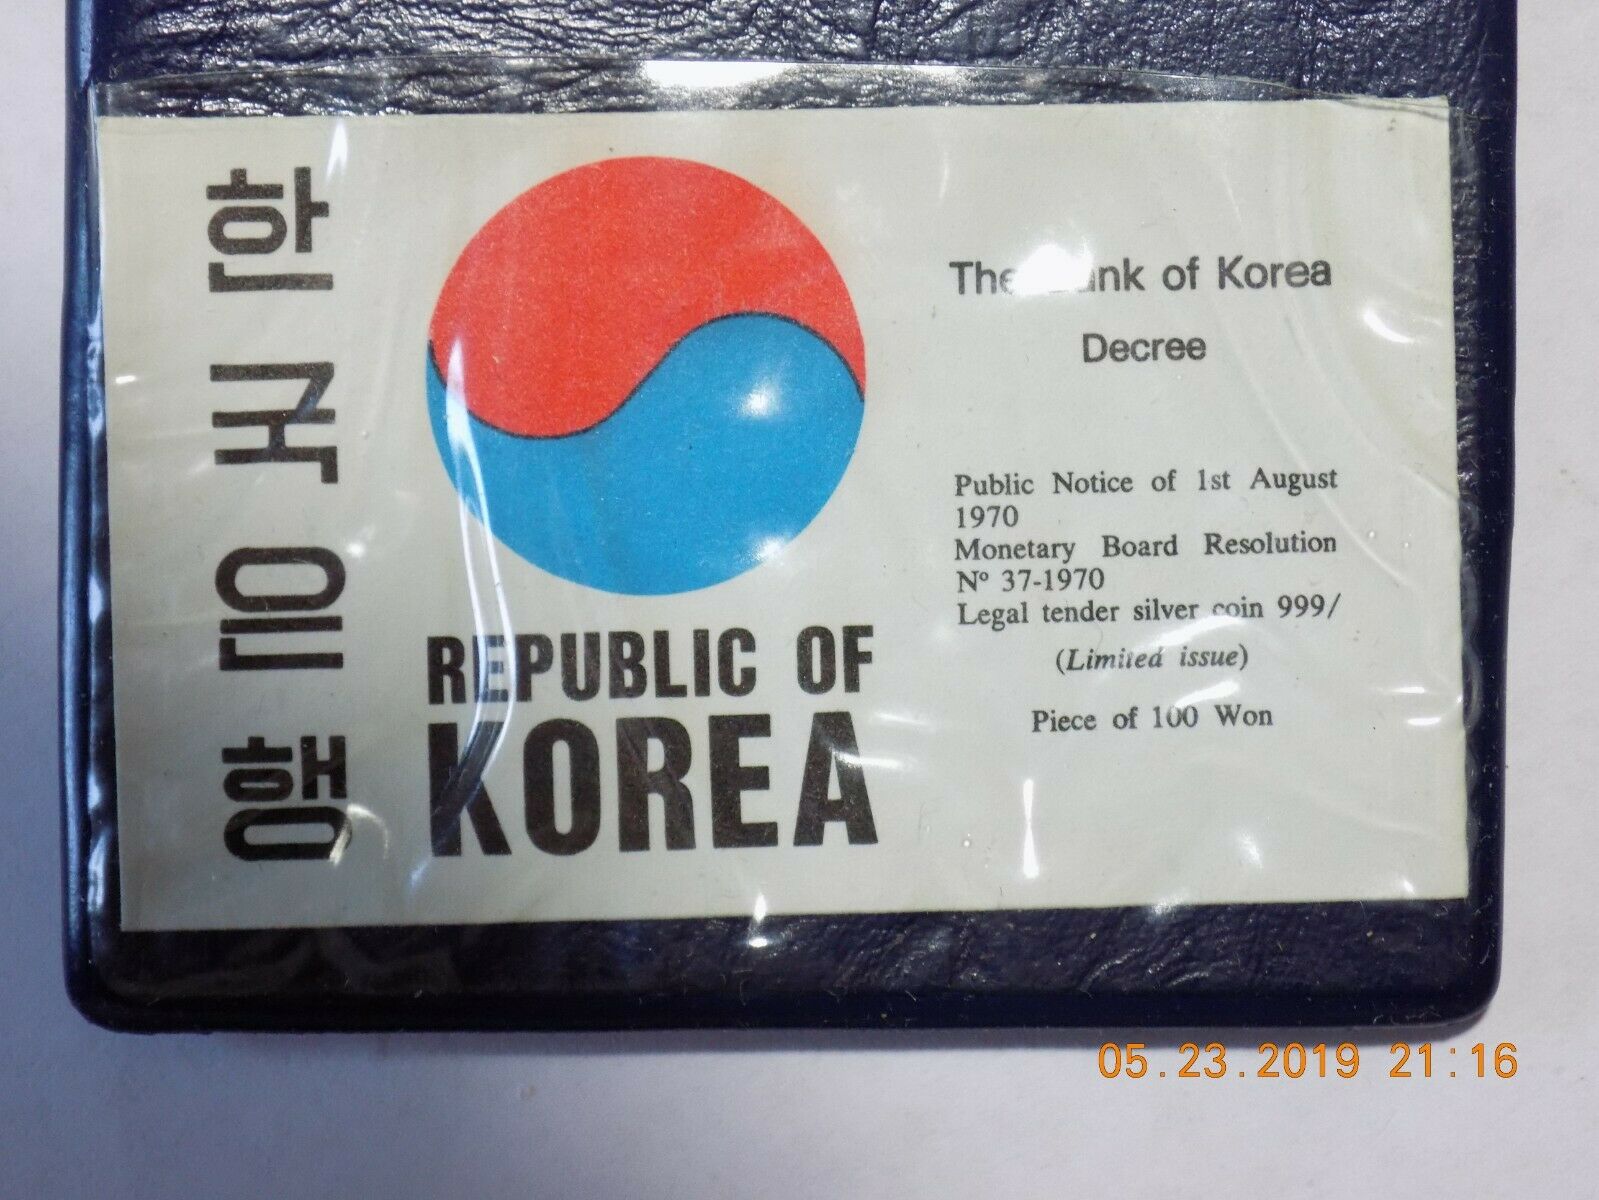 한국은행
REPUBLIC OF
KOREA
The Bank of Korea
Decree
Public Notice of 1st August
1970
Monetary Board Resolution
Nº 37-1970
Legal tender silver coin 999/
(Limited issue)
Piece of 100 Won
05.23.2019 21:16